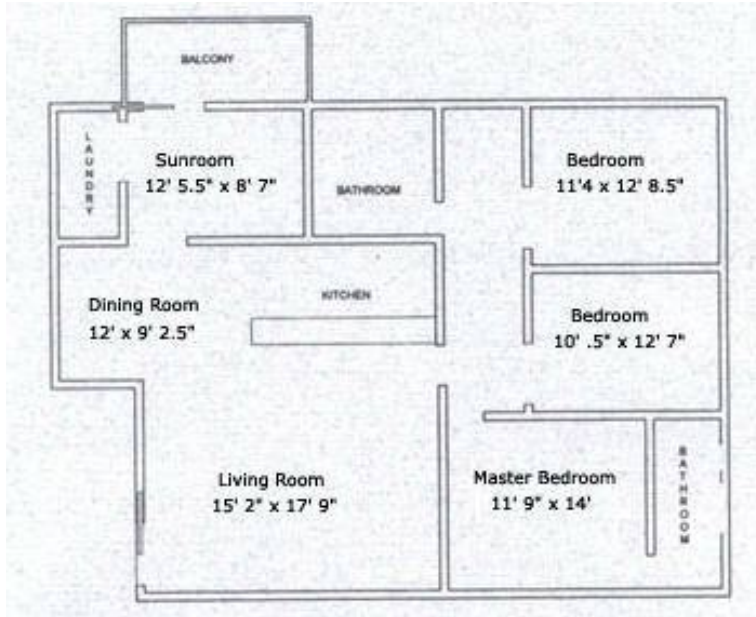 BALCONY
LAUNDRY
Sunroom
12' 5.5" x 8' 7"
BATHROOM
Bedroom
11'4 x 12' 8.5"
Dining Room
12' x 9' 2.5"
KITCHEN
Bedroom
10' .5" x 12' 7"
Living Room
15' 2" x 17' 9"
Master Bedroom
11' 9" x 14'
BATHROOM